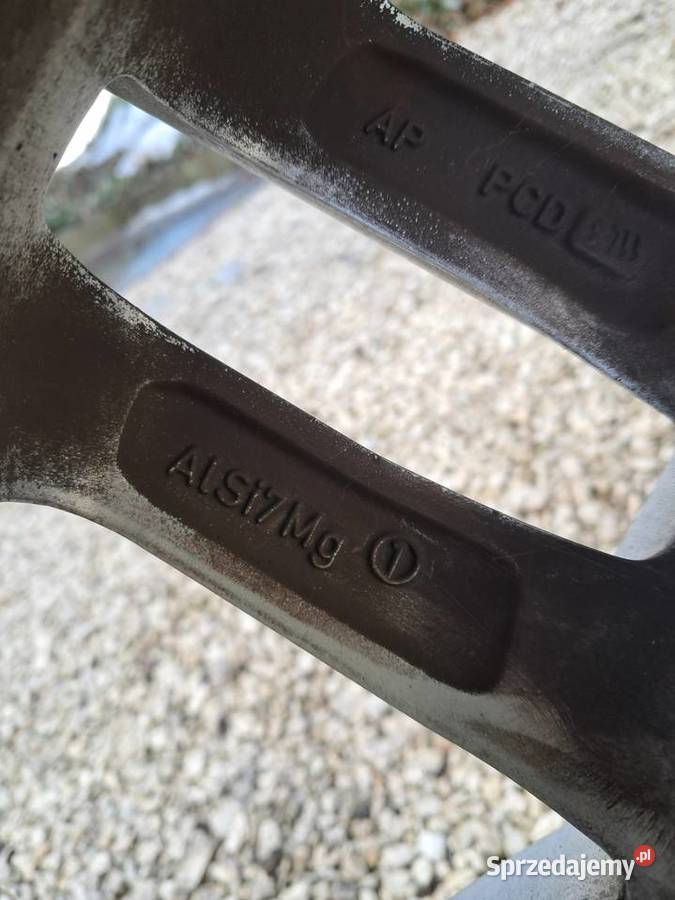 AP PCD
AlSi7Mg ①
Sprzedajemy.pl